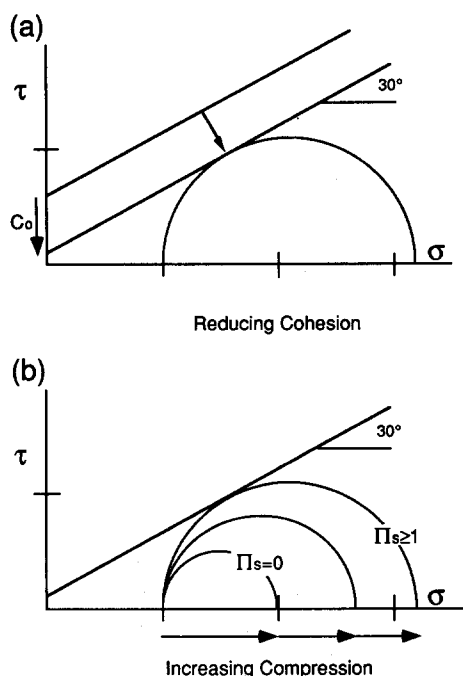 (a)
τ
30°
Co
σ
Reducing Cohesion
(b)
τ
30°
Πs≥1
Πs=0
σ
Increasing Compression